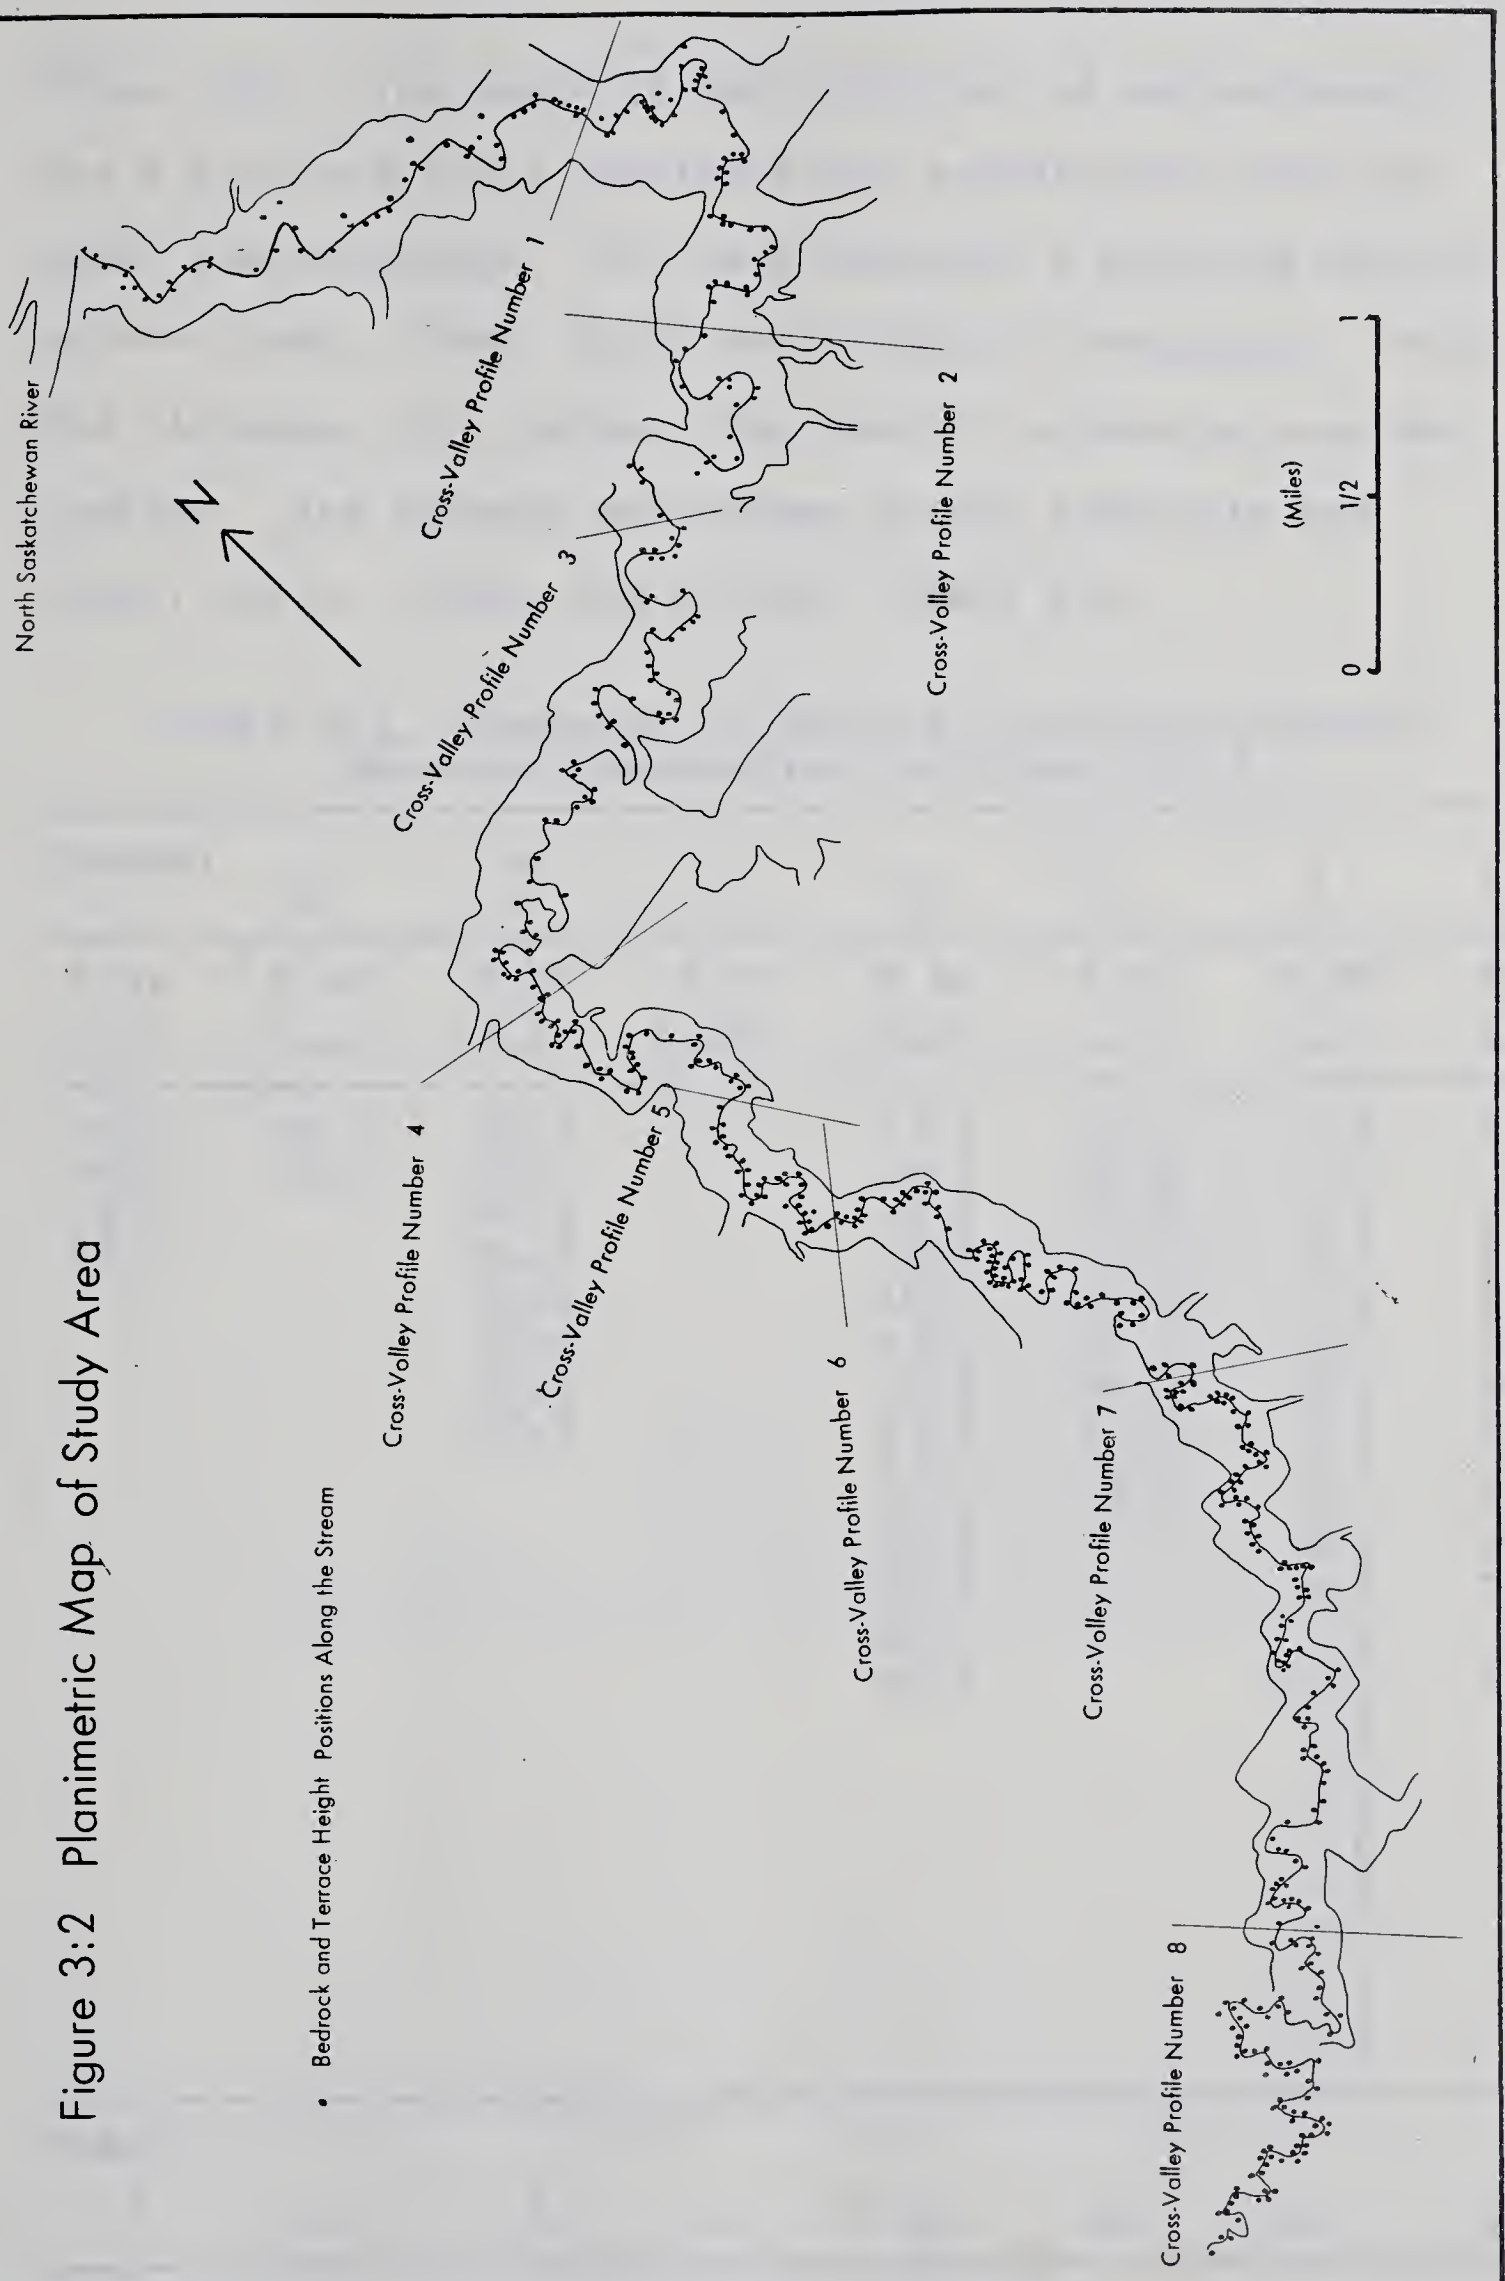 Figure 3:2 Planimetric Map of Study Area
• Bedrock and Terrace Height Positions Along the Stream
North Saskatchewan River
N
Cross-Valley Profile Number 1
Cross-Valley Profile Number 2
Cross-Valley Profile Number 3
Cross-Valley Profile Number 4
Cross-Valley Profile Number 5
Cross-Valley Profile Number 6
Cross-Valley Profile Number 7
Cross-Valley Profile Number 8
(Miles)
0 1/2 1